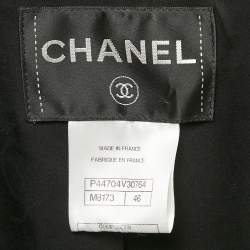 CHANEL
MADE IN FRANCE
FABRIQUE EN FRANCE
P44704V30764
M8173 46